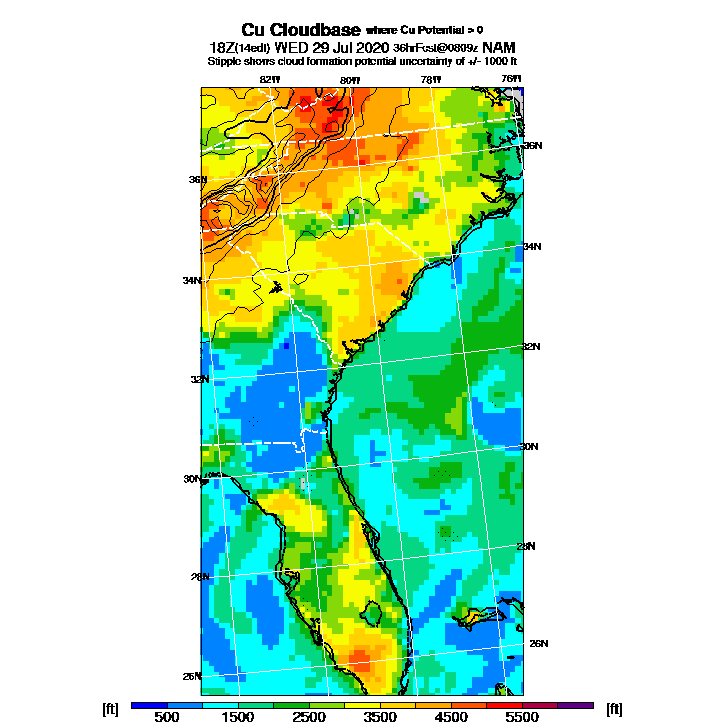 Cu Cloudbase where Cu Potential > 0
18Z(14edt) WED 29 Jul 2020 36hrFcst@0809z NAM
Stipple shows cloud formation potential uncertainty of +/- 1000 ft
82W 80W 78W 76W
36N
36N
34N
34N
32N
32N
30N
30N
28N
28N
26N
26N
[ft] 500 1500 2500 3500 4500 5500 [ft]